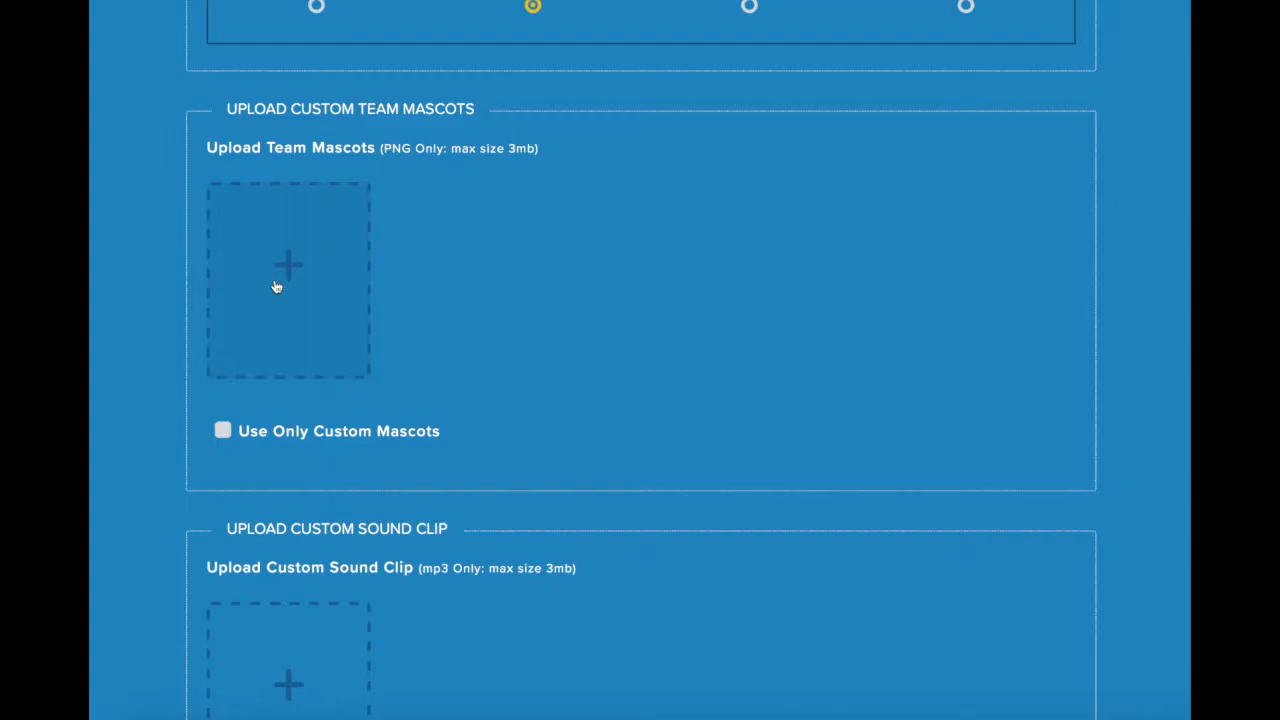 UPLOAD CUSTOM TEAM MASCOTS
Upload Team Mascots (PNG Only: max size 3mb)
Use Only Custom Mascots
UPLOAD CUSTOM SOUND CLIP
Upload Custom Sound Clip (mp3 Only: max size 3mb)